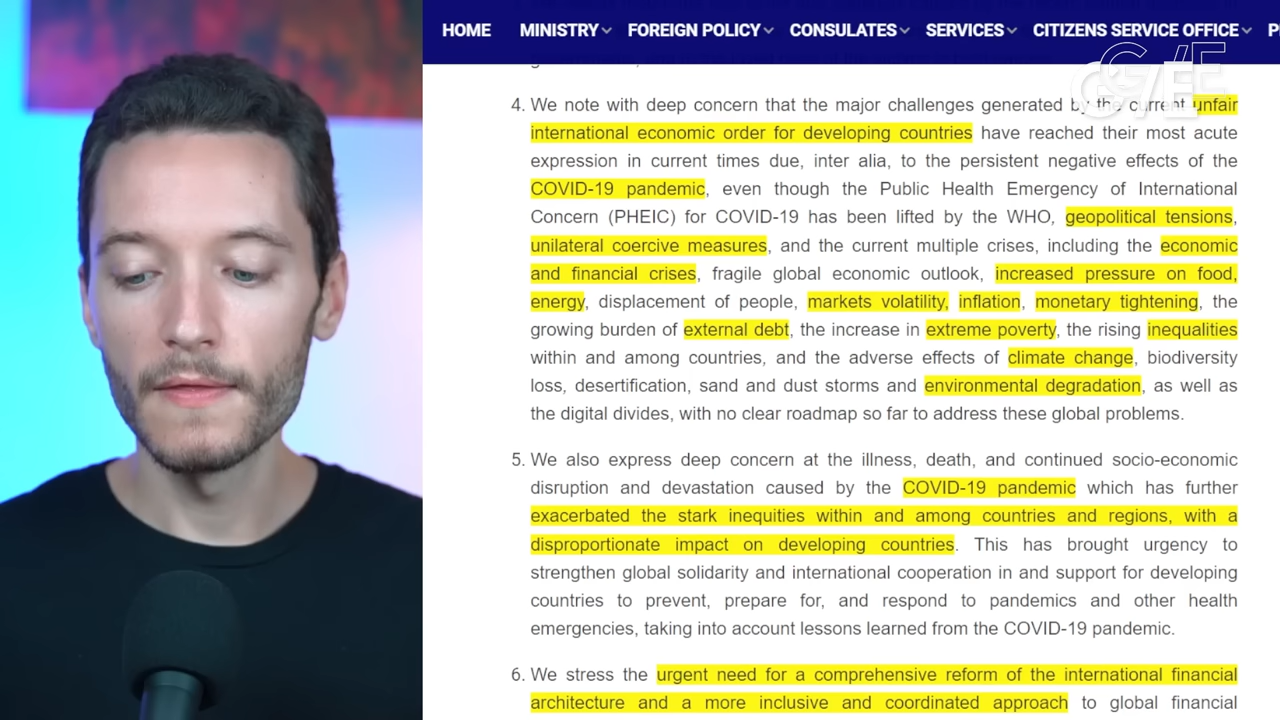 HOME MINISTRY FOREIGN POLICY CONSULATES SERVICES CITIZENS SERVICE OFFICE
G//E
4. We note with deep concern that the major challenges generated by the current unfair
international economic order for developing countries have reached their most acute
expression in current times due, inter alia, to the persistent negative effects of the
COVID-19 pandemic, even though the Public Health Emergency of International
Concern (PHEIC) for COVID-19 has been lifted by the WHO, geopolitical tensions,
unilateral coercive measures, and the current multiple crises, including the economic
and financial crises, fragile global economic outlook, increased pressure on food,
energy, displacement of people, markets volatility, inflation, monetary tightening, the
growing burden of external debt, the increase in extreme poverty, the rising inequalities
within and among countries, and the adverse effects of climate change, biodiversity
loss, desertification, sand and dust storms and environmental degradation, as well as
the digital divides, with no clear roadmap so far to address these global problems.
5. We also express deep concern at the illness, death, and continued socio-economic
disruption and devastation caused by the COVID-19 pandemic which has further
exacerbated the stark inequities within and among countries and regions, with a
disproportionate impact on developing countries. This has brought urgency to
strengthen global solidarity and international cooperation in and support for developing
countries to prevent, prepare for, and respond to pandemics and other health
emergencies, taking into account lessons learned from the COVID-19 pandemic.
6. We stress the urgent need for a comprehensive reform of the international financial
architecture and a more inclusive and coordinated approach to global financial